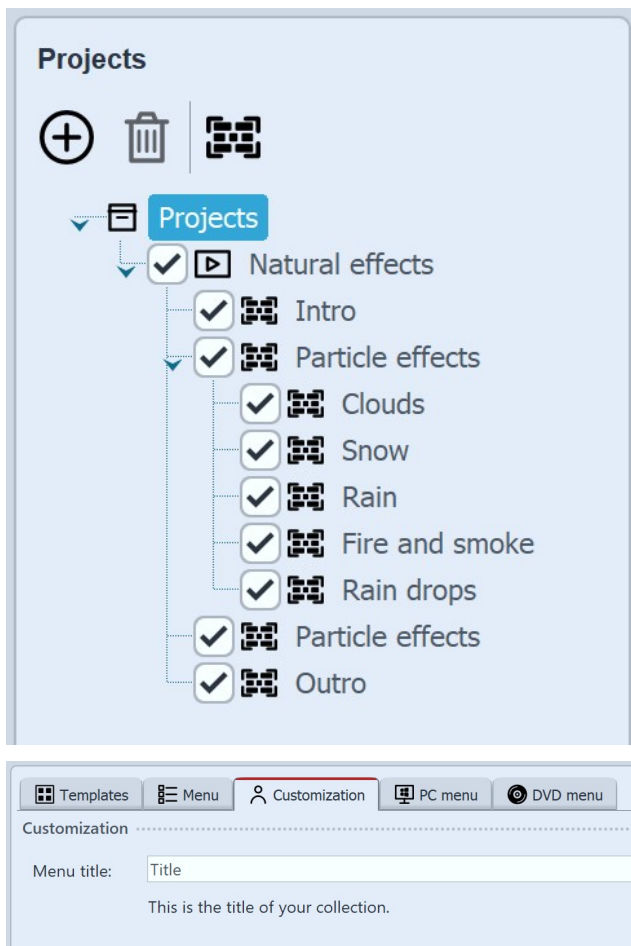 Projects
Projects
Natural effects
Intro
Particle effects
Clouds
Snow
Rain
Fire and smoke
Rain drops
Particle effects
Outro
Templates Menu Customization PC menu DVD menu
Customization
Menu title: Title
This is the title of your collection.